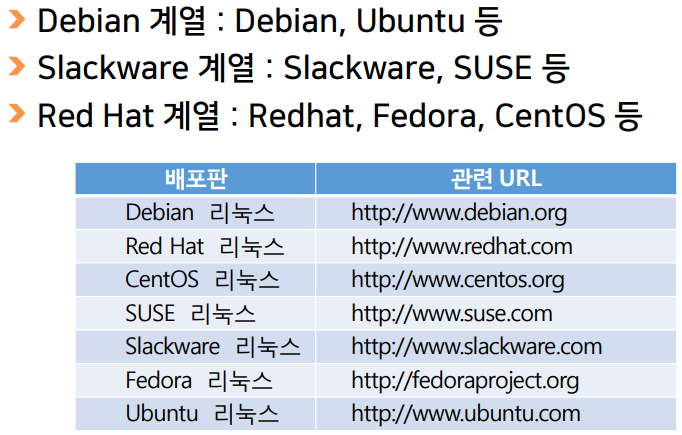 Debian 계열 : Debian, Ubuntu 등
Slackware 계열 : Slackware, SUSE 등
Red Hat 계열 : Redhat, Fedora, CentOS 등
배포판 관련 URL
Debian 리눅스 http://www.debian.org
Red Hat 리눅스 http://www.redhat.com
CentOS 리눅스 http://www.centos.org
SUSE 리눅스 http://www.suse.com
Slackware 리눅스 http://www.slackware.com
Fedora 리눅스 http://fedoraproject.org
Ubuntu 리눅스 http://www.ubuntu.com